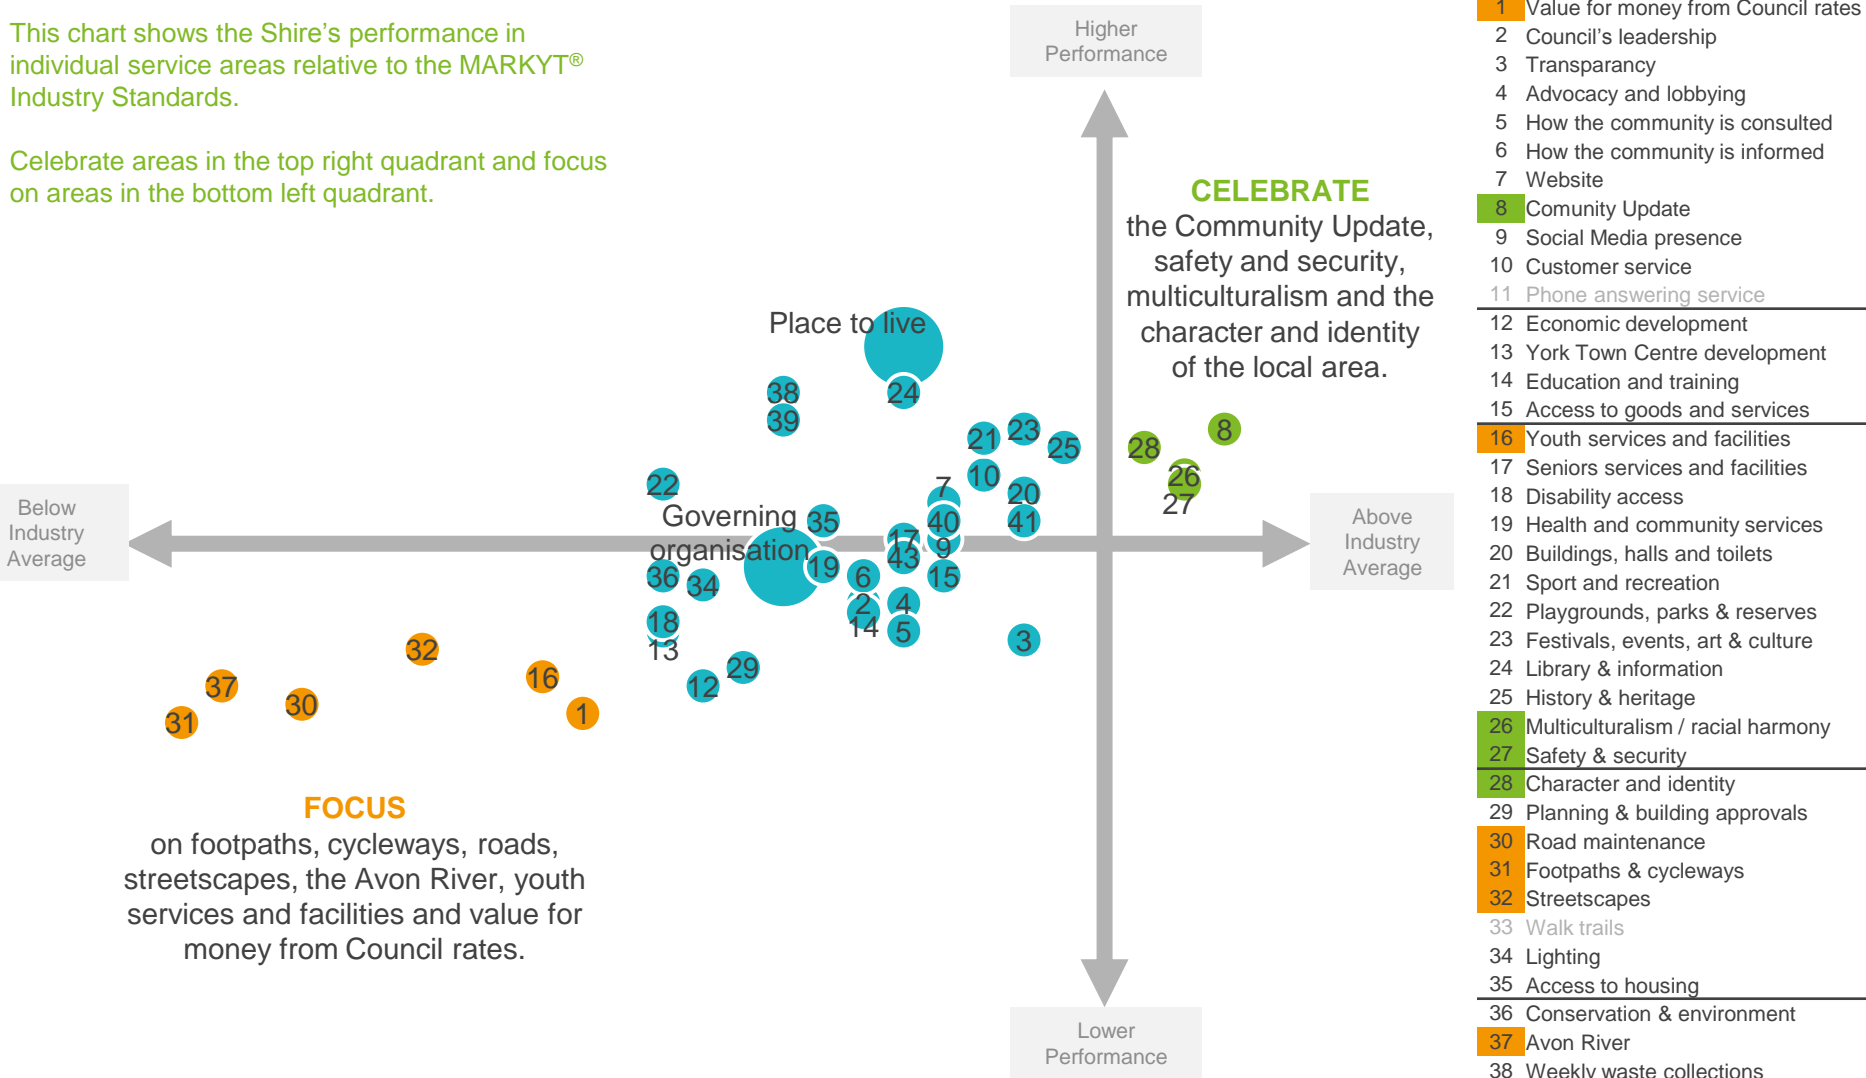 This chart shows the Shire’s performance in
individual service areas relative to the MARKYT®
Industry Standards.
Celebrate areas in the top right quadrant and focus
on areas in the bottom left quadrant.
Higher
Performance
CELEBRATE
the Community Update,
safety and security,
multiculturalism and the
character and identity
of the local area.
Place to live
38
24
39
21
23
25
28
8
22
10
26
27
7
20
Governing
organisation
35
40
41
17
9
43
19
36
34
6
15
2
4
18
14
5
3
13
32
29
16
12
37
30
1
31
Below
Industry
Average
Above
Industry
Average
FOCUS
on footpaths, cycleways, roads,
streetscapes, the Avon River, youth
services and facilities and value for
money from Council rates.
Lower
Performance
1 Value for money from Council rates
2 Council’s leadership
3 Transparancy
4 Advocacy and lobbying
5 How the community is consulted
6 How the community is informed
7 Website
8 Comunity Update
9 Social Media presence
10 Customer service
11 Phone answering service
12 Economic development
13 York Town Centre development
14 Education and training
15 Access to goods and services
16 Youth services and facilities
17 Seniors services and facilities
18 Disability access
19 Health and community services
20 Buildings, halls and toilets
21 Sport and recreation
22 Playgrounds, parks & reserves
23 Festivals, events, art & culture
24 Library & information
25 History & heritage
26 Multiculturalism / racial harmony
27 Safety & security
28 Character and identity
29 Planning & building approvals
30 Road maintenance
31 Footpaths & cycleways
32 Streetscapes
33 Walk trails
34 Lighting
35 Access to housing
36 Conservation & environment
37 Avon River
38 Weekly waste collections